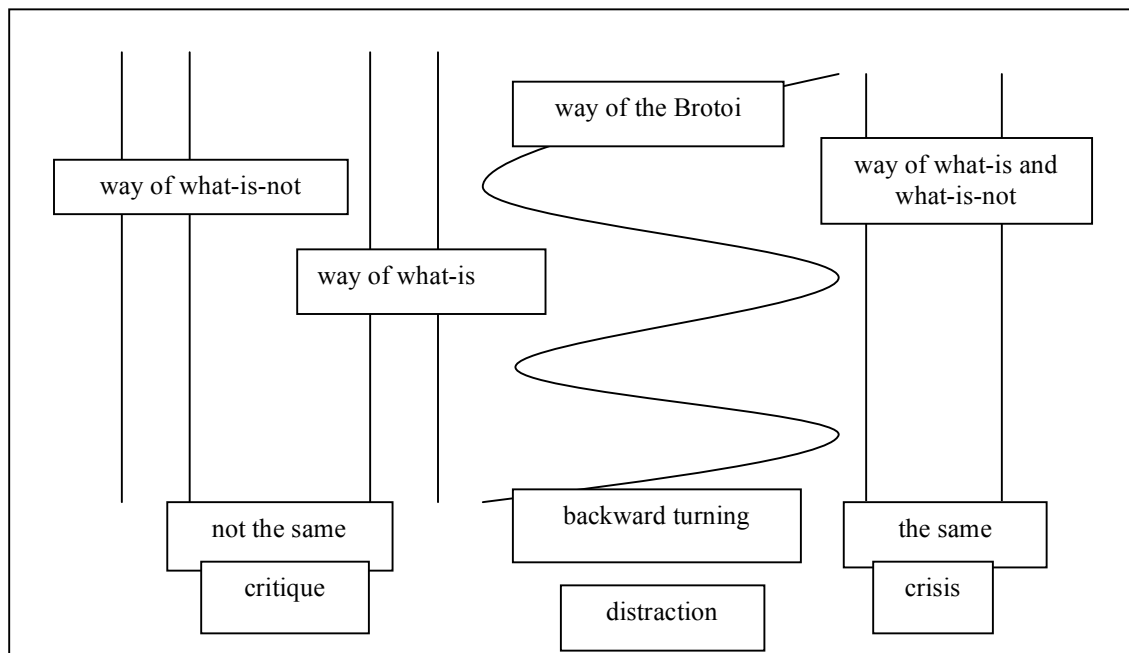 way of the Brotoi
way of what-is-not
way of what-is and
what-is-not
way of what-is
not the same
backward turning
the same
critique
distraction
crisis